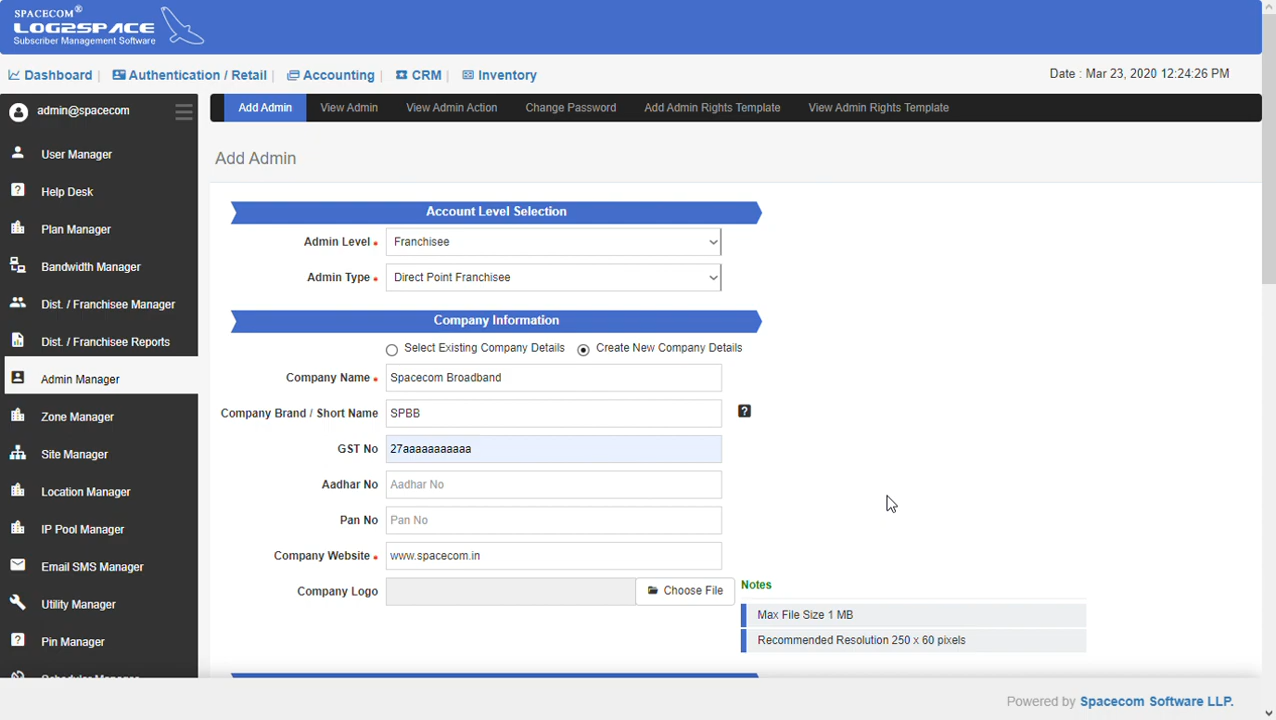 SPACECOM®
LOG2SPACE
Subscriber Management Software
Dashboard | Authentication / Retail | Accounting | CRM | Inventory
Date : Mar 23, 2020 12:24:26 PM
admin@spacecom
Add Admin View Admin View Admin Action Change Password Add Admin Rights Template View Admin Rights Template
User Manager
Help Desk
Plan Manager
Bandwidth Manager
Dist. / Franchisee Manager
Dist. / Franchisee Reports
Admin Manager
Zone Manager
Site Manager
Location Manager
IP Pool Manager
Email SMS Manager
Utility Manager
Pin Manager
Add Admin
Account Level Selection
Admin Level Franchisee
Admin Type Direct Point Franchisee
Company Information
Select Existing Company Details Create New Company Details
Company Name Spacecom Broadband
Company Brand / Short Name SPBB ?
GST No 27aaaaaaaaaaa
Aadhar No Aadhar No
Pan No Pan No
Company Website www.spacecom.in
Company Logo Choose File
Notes
Max File Size 1 MB
Recommended Resolution 250 x 60 pixels
Powered by Spacecom Software LLP.